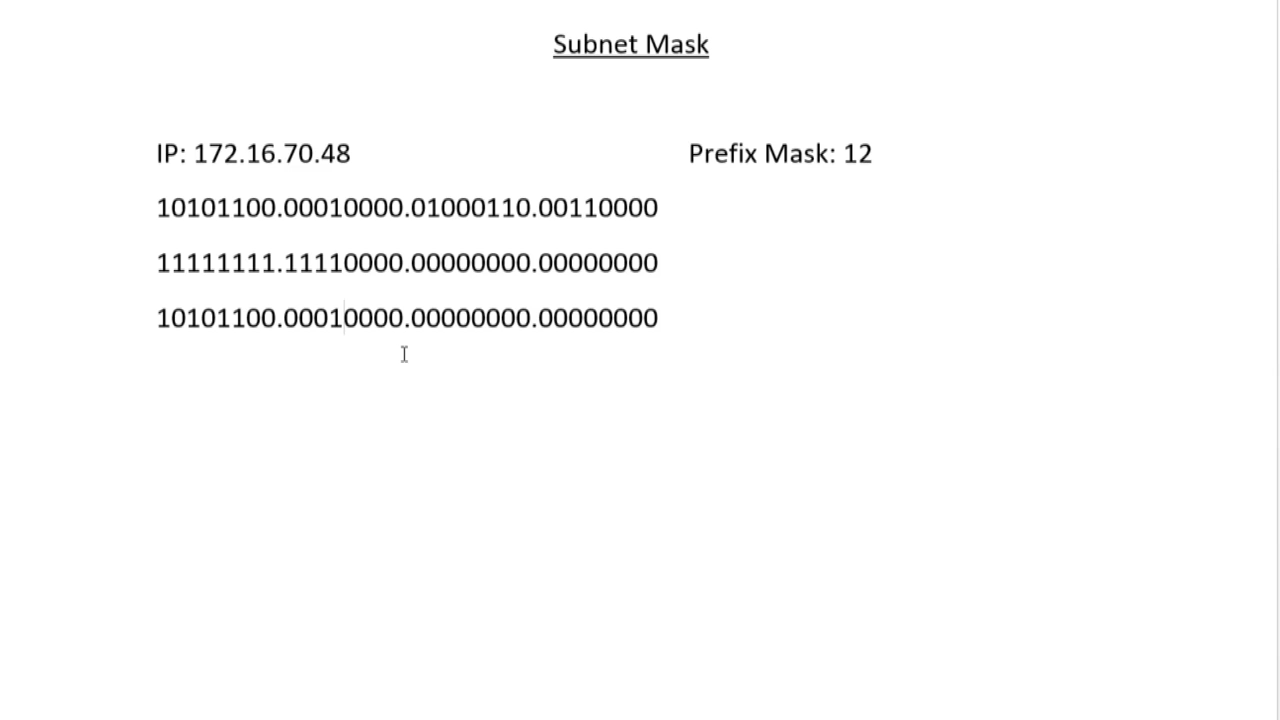 Subnet Mask
IP: 172.16.70.48 Prefix Mask: 12
10101100.00010000.01000110.00110000
11111111.11110000.00000000.00000000
10101100.00010000.00000000.00000000